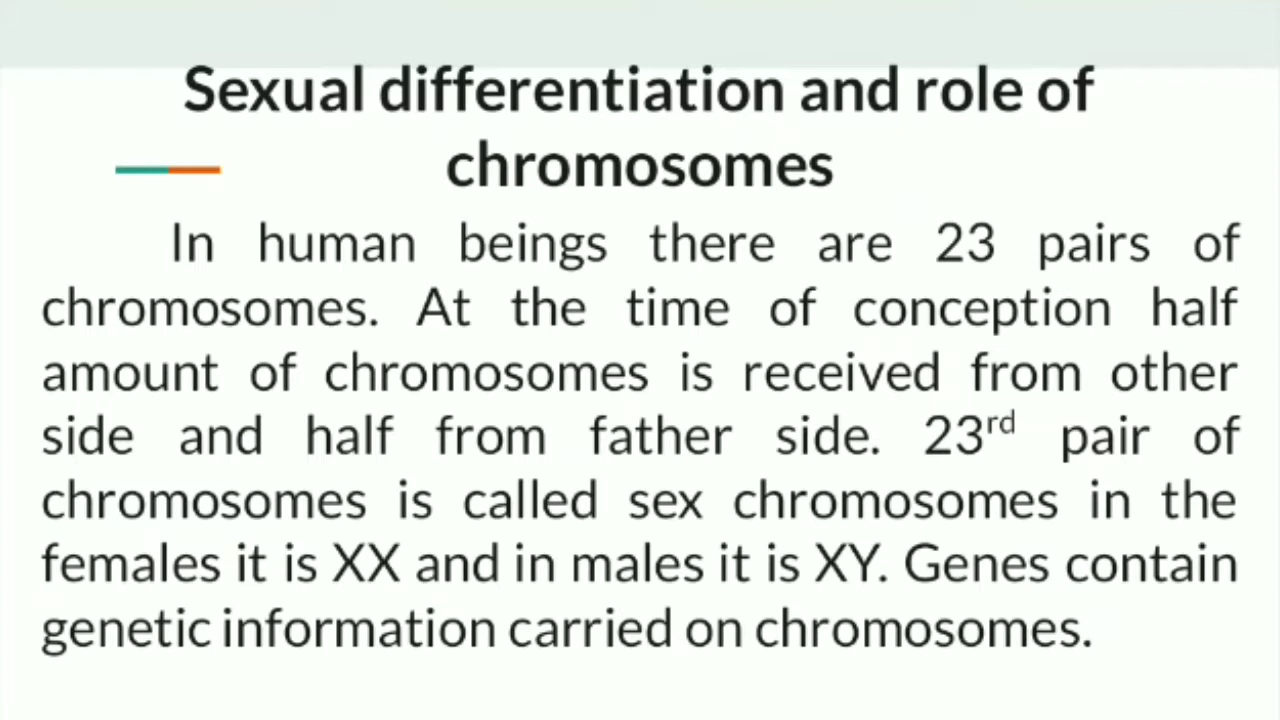 Sexual differentiation and role of
chromosomes
In human beings there are 23 pairs of
chromosomes. At the time of conception half
amount of chromosomes is received from other
side and half from father side. 23rd pair of
chromosomes is called sex chromosomes in the
females it is XX and in males it is XY. Genes contain
genetic information carried on chromosomes.